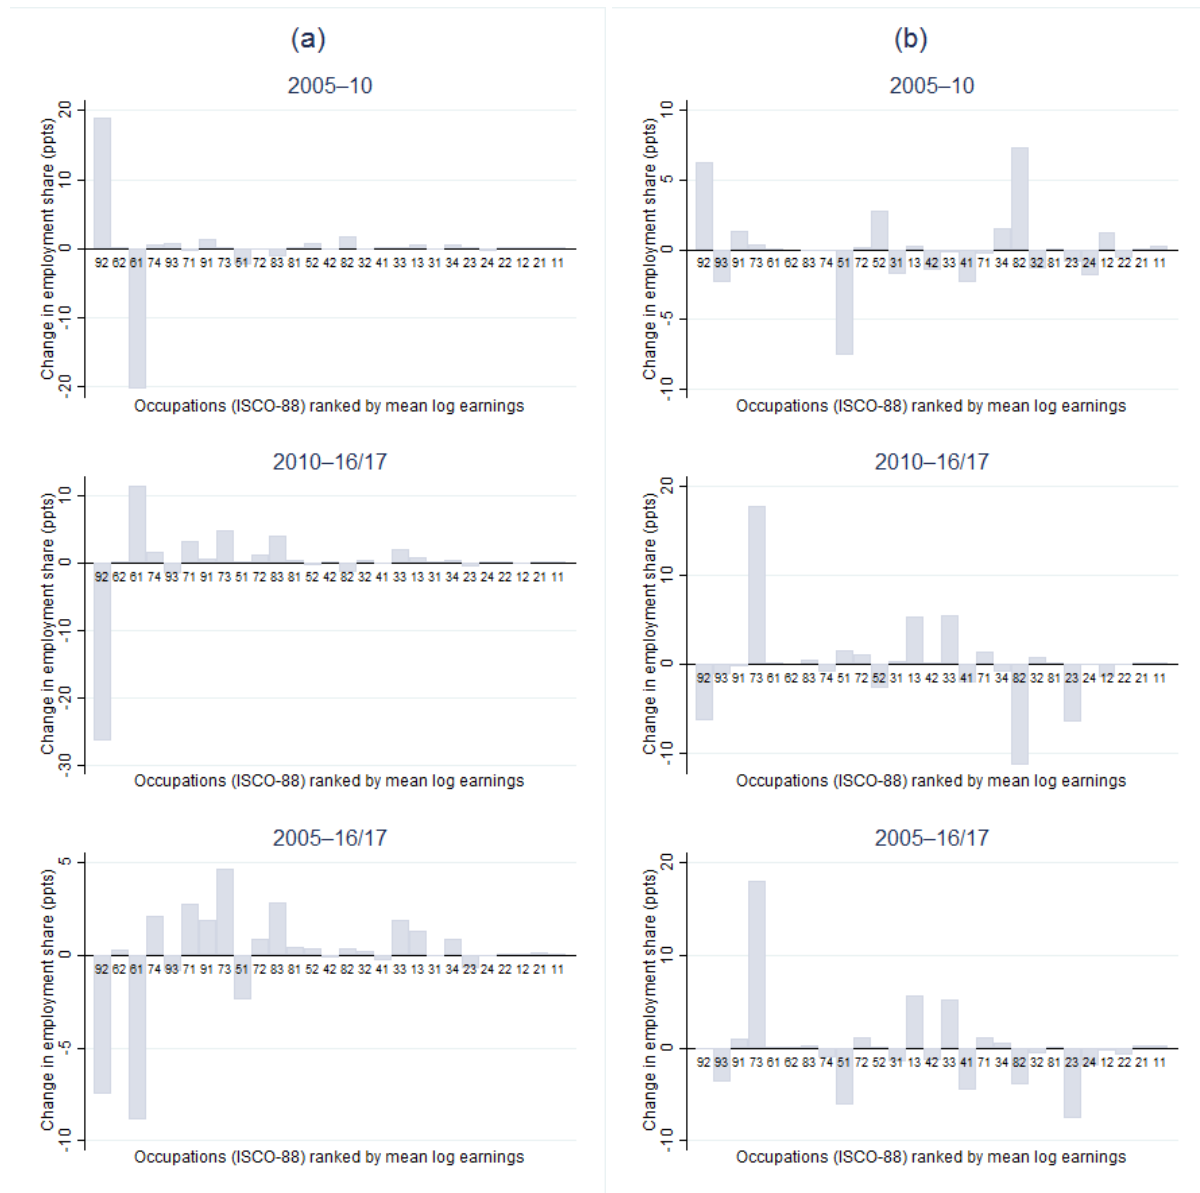 (a)
2005–10
Change in employment share (ppts)
20
10
0
-10
-20
92 62 61 74 93 71 91 73 51 72 83 81 52 42 82 32 41 33 13 31 34 23 24 22 12 21 11
Occupations (ISCO-88) ranked by mean log earnings
2010–16/17
Change in employment share (ppts)
10
0
-10
-20
-30
92 62 61 74 93 71 91 73 51 72 83 81 52 42 82 32 41 33 13 31 34 23 24 22 12 21 11
Occupations (ISCO-88) ranked by mean log earnings
2005–16/17
Change in employment share (ppts)
5
0
-5
-10
92 62 61 74 93 71 91 73 51 72 83 81 52 42 82 32 41 33 13 31 34 23 24 22 12 21 11
Occupations (ISCO-88) ranked by mean log earnings
(b)
2005–10
Change in employment share (ppts)
10
5
0
-5
-10
92 93 91 73 61 62 83 74 51 72 52 31 13 42 33 41 71 34 82 32 81 23 24 12 22 21 11
Occupations (ISCO-88) ranked by mean log earnings
2010–16/17
Change in employment share (ppts)
20
10
0
-10
92 93 91 73 61 62 83 74 51 72 52 31 13 42 33 41 71 34 82 32 81 23 24 12 22 21 11
Occupations (ISCO-88) ranked by mean log earnings
2005–16/17
Change in employment share (ppts)
20
10
0
-10
92 93 91 73 61 62 83 74 51 72 52 31 13 42 33 41 71 34 82 32 81 23 24 12 22 21 11
Occupations (ISCO-88) ranked by mean log earnings